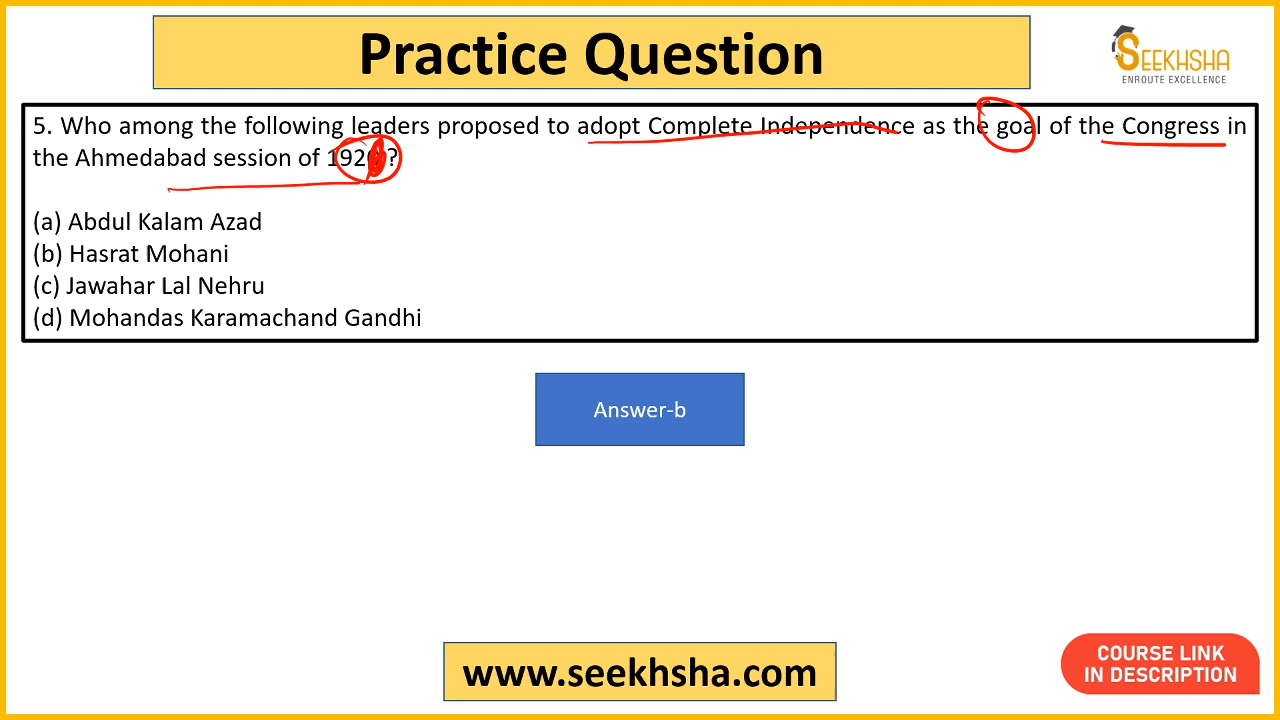 Practice Question
SEEKHSHA
ENROUTE EXCELLENCE
5. Who among the following leaders proposed to adopt Complete Independence as the goal of the Congress in
the Ahmedabad session of ?
(a) Abdul Kalam Azad
(b) Hasrat Mohani
(c) Jawahar Lal Nehru
(d) Mohandas Karamachand Gandhi
Answer-b
www.seekhsha.com
COURSE LINK
IN DESCRIPTION